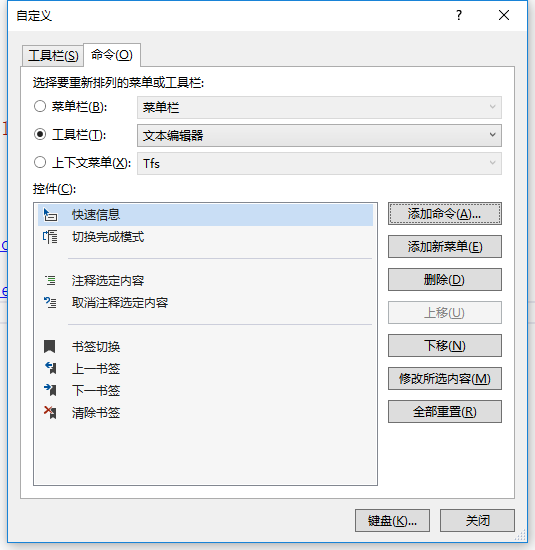 自定义
?
工具栏(S)
命令(O)
选择要重新排列的菜单或工具栏:
菜单栏(B): 菜单栏
工具栏(T): 文本编辑器
上下文菜单(X): Tfs
控件(C):
快速信息
切换完成模式
注释选定内容
取消注释选定内容
书签切换
上一书签
下一书签
清除书签
添加命令(A)...
添加新菜单(E)
删除(D)
上移(U)
下移(N)
修改所选内容(M)
全部重置(R)
键盘(K)...
关闭